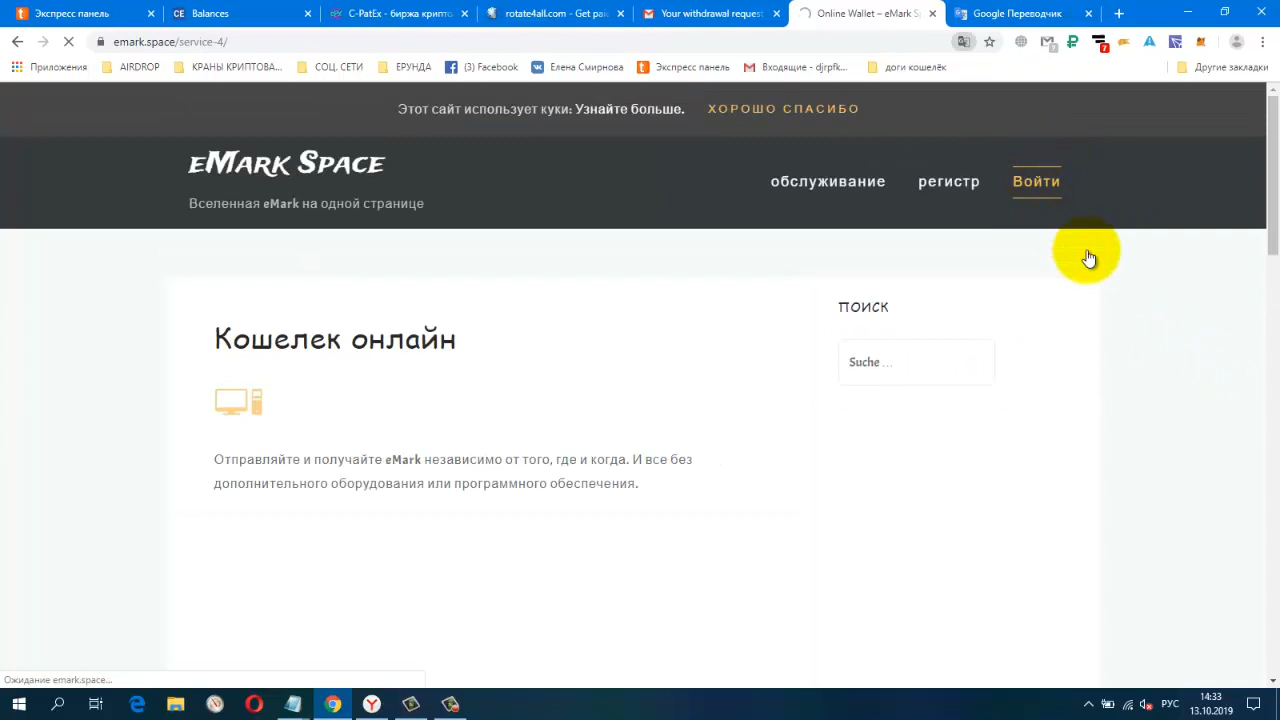 Экспресс панель
Balances
C-PatEx - биржа крипто
rotate4all.com - Get paid
Your withdrawal request
Online Wallet – eMark Sp
Google Переводчик
emark.space/service-4/
Приложения
AIRDROP
КРАНЫ КРИПТОВА...
СОЦ. СЕТИ
ЕРУНДА
(3) Facebook
Елена Смирнова
Экспресс панель
Входящие - djrpfk...
доги кошелёк
Другие закладки
Этот сайт использует куки: Узнайте больше.
ХОРОШО СПАСИБО
eMark Space
Вселенная eMark на одной странице
обслуживание
регистр
Войти
Кошелек онлайн
Отправляйте и получайте eMark независимо от того, где и когда. И все без
дополнительного оборудования или программного обеспечения.
ПОИСК
Suche ...
Ожидание emark.space...
РУС
14:33
13.10.2019